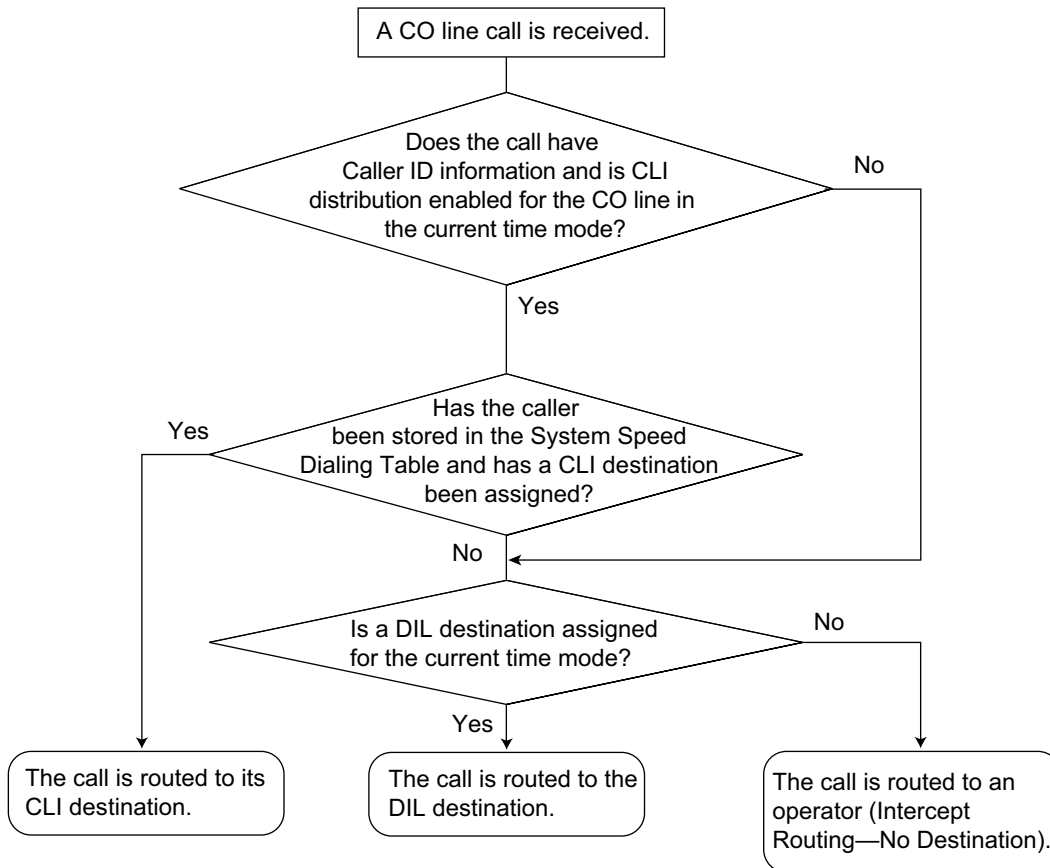 A CO line call is received.
Does the call have
Caller ID information and is CLI
distribution enabled for the CO line in
the current time mode?
No
Yes
Has the caller
been stored in the System Speed
Dialing Table and has a CLI destination
been assigned?
Yes
No
Is a DIL destination assigned
for the current time mode?
No
Yes
The call is routed to its
CLI destination.
The call is routed to the
DIL destination.
The call is routed to an
operator (Intercept
Routing—No Destination).